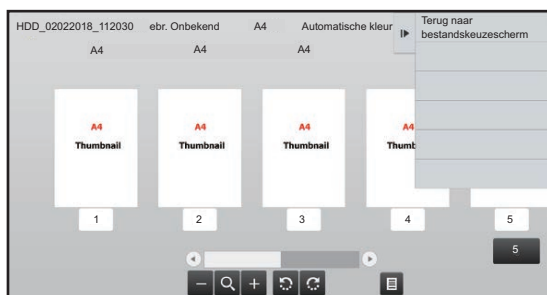 HDD_02022018_112030 ebr. Onbekend A4 Automatische kleur
Terug naar
bestandskeuzescherm
A4 A4 A4
A4 A4 A4 A4
Thumbnail Thumbnail Thumbnail Thumb
1 2 3 4 5
5